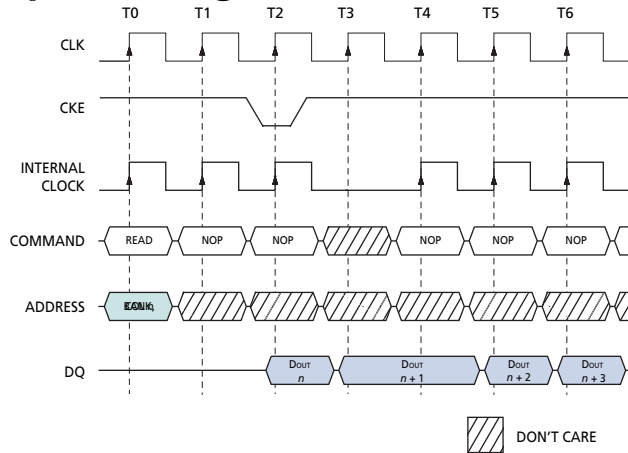 T0 T1 T2 T3 T4 T5 T6
CLK
CKE
INTERNAL
CLOCK
COMMAND READ NOP NOP NOP NOP NOP
ADDRESS
DQ DOUT n DOUT n + 1 DOUT n + 2 DOUT n + 3
DON'T CARE